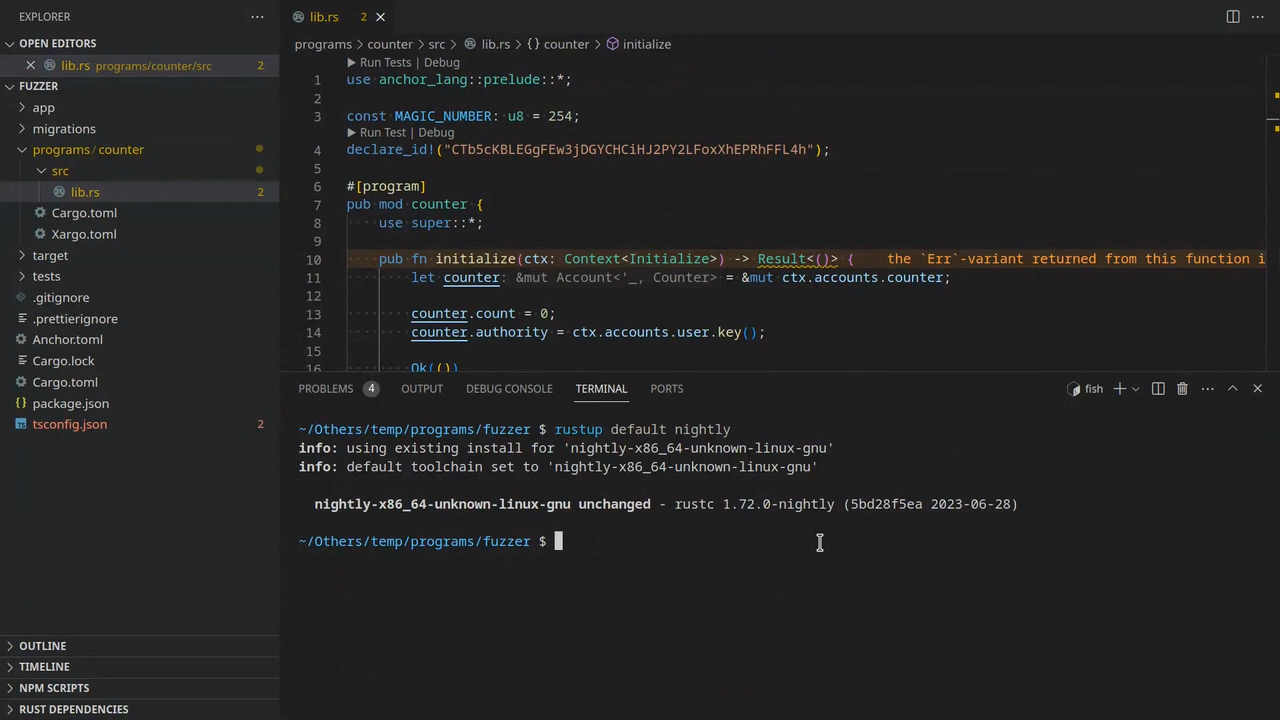 EXPLORER
OPEN EDITORS
lib.rs programs/counter/src 2
FUZZER
app
migrations
programs / counter
src
lib.rs 2
Cargo.toml
Xargo.toml
target
tests
.gitignore
.prettierignore
Anchor.toml
Cargo.lock
Cargo.toml
package.json
tsconfig.json 2
OUTLINE
TIMELINE
NPM SCRIPTS
RUST DEPENDENCIES
lib.rs 2
programs > counter > src > lib.rs > {} counter > initialize
Run Tests | Debug
1 use anchor_lang::prelude::*;
2
3 const MAGIC_NUMBER: u8 = 254;
Run Test | Debug
4 declare_id!("CTb5cKBLEGgFEw3jDGYCHCiHJ2PY2LFoxXhEPRhFFL4h");
5
6 #[program]
7 pub mod counter {
8 use super::*;
9
10 pub fn initialize(ctx: Context<Initialize>) -> Result<()> { the `Err`-variant returned from this function i
11 let counter: &mut Account<'_, Counter> = &mut ctx.accounts.counter;
12
13 counter.count = 0;
14 counter.authority = ctx.accounts.user.key();
15
16 Ok(())
PROBLEMS 4 OUTPUT DEBUG CONSOLE TERMINAL PORTS fish
~/Others/temp/programs/fuzzer $ rustup default nightly
info: using existing install for 'nightly-x86_64-unknown-linux-gnu'
info: default toolchain set to 'nightly-x86_64-unknown-linux-gnu'
nightly-x86_64-unknown-linux-gnu unchanged - rustc 1.72.0-nightly (5bd28f5ea 2023-06-28)
~/Others/temp/programs/fuzzer $